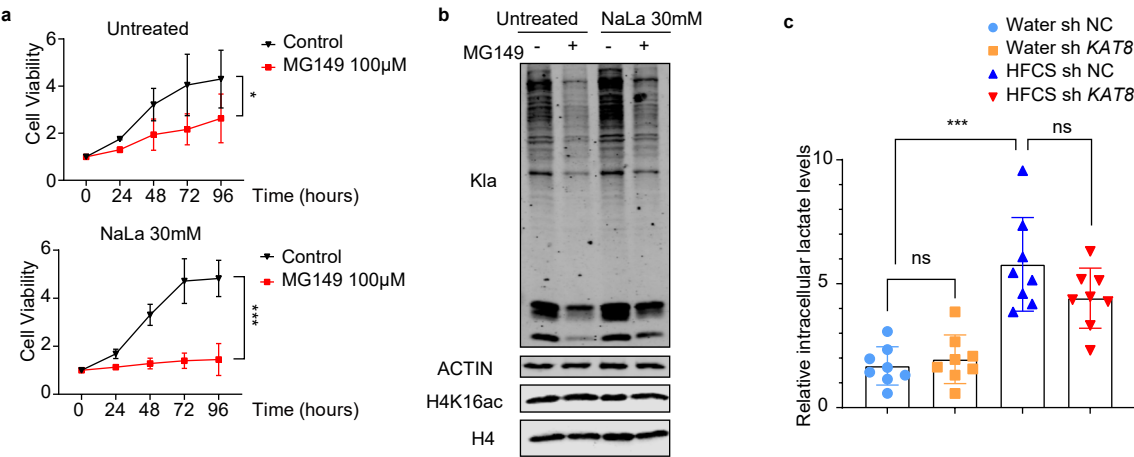 a
Untreated
Cell Viability
6
4
2
0
0 24 48 72 96
Time (hours)
Control
MG149 100μM
*
NaLa 30mM
Cell Viability
6
4
2
0
0 24 48 72 96
Time (hours)
Control
MG149 100μM
***
b
Untreated NaLa 30mM
MG149 - + - +
Kla
ACTIN
H4K16ac
H4
c
Water sh NC
Water sh KAT8
HFCS sh NC
HFCS sh KAT8
Relative intracellular lactate levels
10
5
0
ns
***
ns